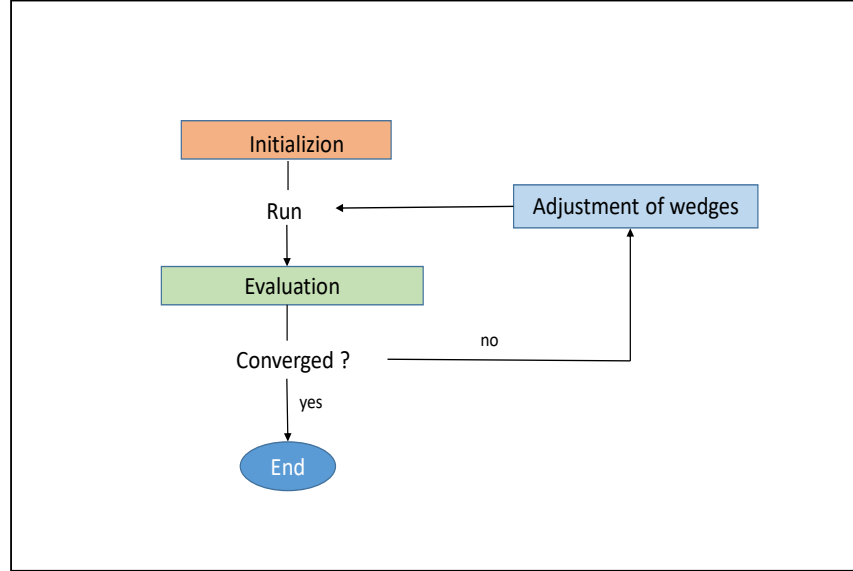 Initializion
Run
Adjustment of wedges
Evaluation
Converged ?
no
yes
End